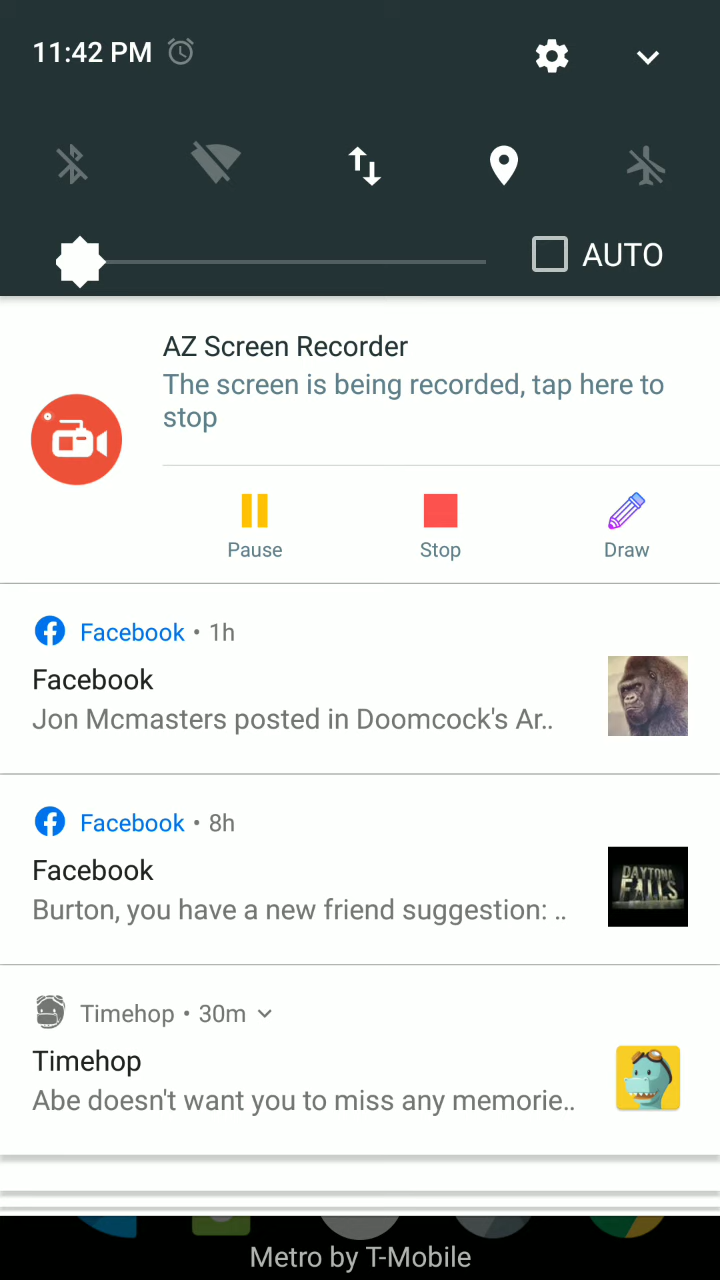 11:42 PM
AUTO
AZ Screen Recorder
The screen is being recorded, tap here to
stop
Pause
Stop
Draw
Facebook • 1h
Facebook
Jon Mcmasters posted in Doomcock's Ar..
Facebook • 8h
Facebook
Burton, you have a new friend suggestion: ..
DAYTONA
FALLS
Timehop • 30m
Timehop
Abe doesn't want you to miss any memorie..
Metro by T-Mobile